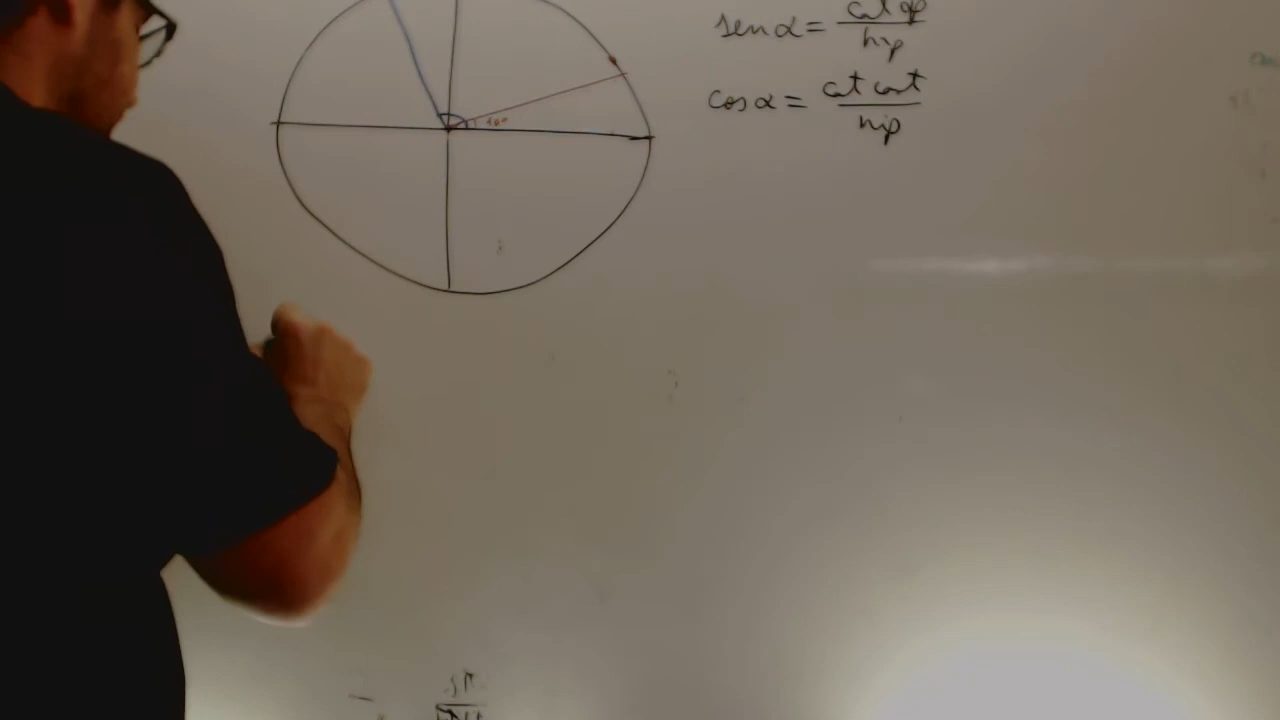 sen α = cat op / hip
cos α = cat cont / hip